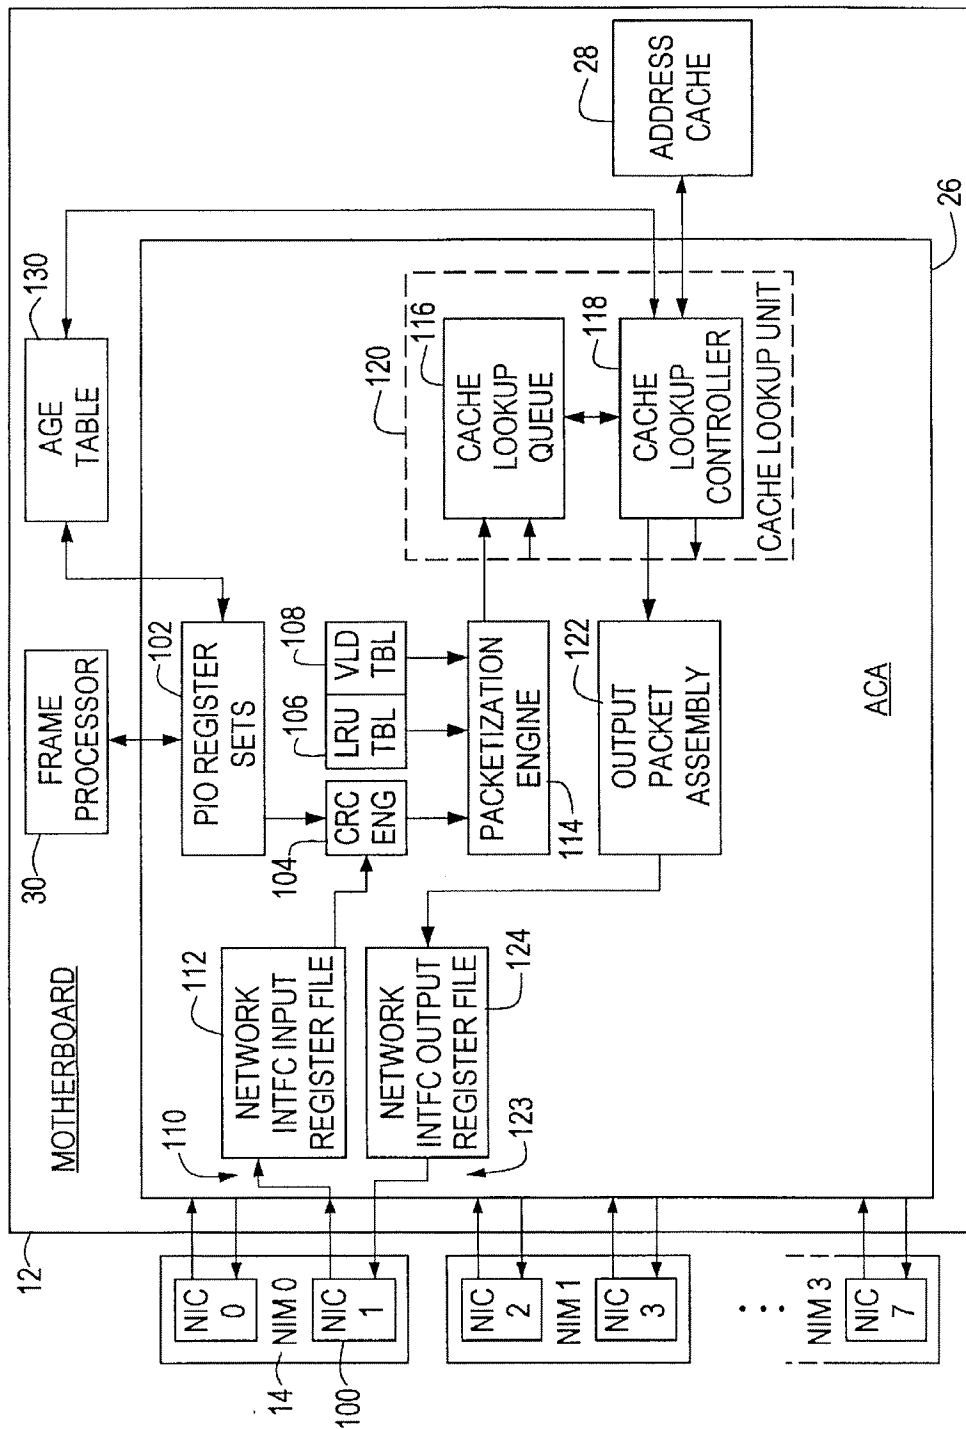 12
MOTHERBOARD
30
FRAME
PROCESSOR
130
AGE
TABLE
102
PIO REGISTER
SETS
28
ADDRESS
CACHE
14
NIC
0
NIM 0
NIC
1
100
110
112
NETWORK
INTFC INPUT
REGISTER FILE
104
CRC
ENG
106
LRU
TBL
108
VLD
TBL
120
116
CACHE
LOOKUP
QUEUE
NETWORK
INTFC OUTPUT
REGISTER FILE
124
123
PACKETIZATION
ENGINE
114
118
CACHE
LOOKUP
CONTROLLER
CACHE LOOKUP UNIT
122
OUTPUT
PACKET
ASSEMBLY
NIC
2
NIM 1
NIC
3
NIM 3
NIC
7
ACA
26